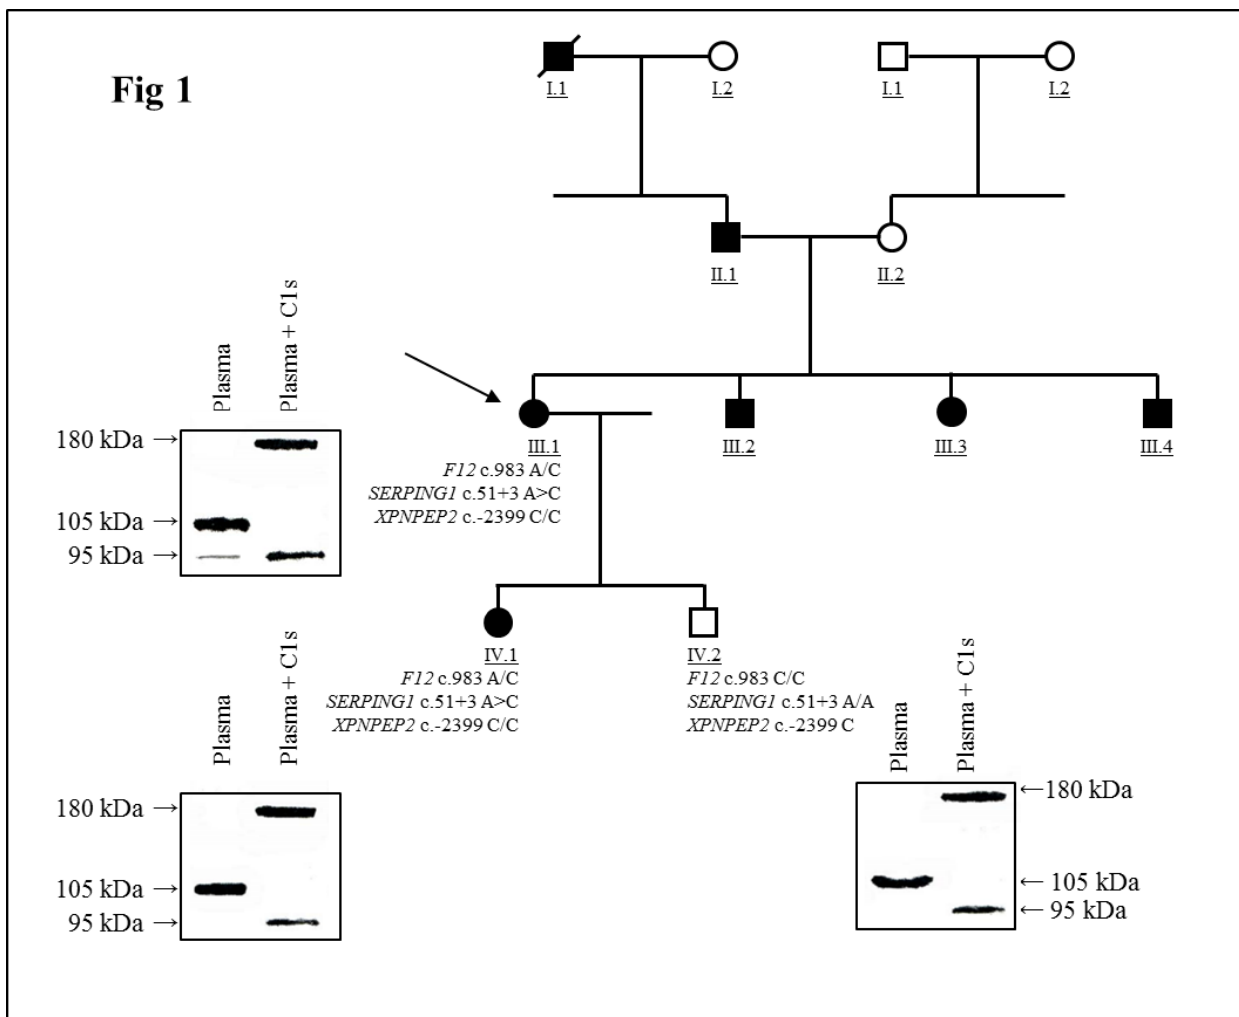 Fig 1
I.1
I.2
I.1
I.2
II.1
II.2
Plasma
Plasma + C1s
180 kDa →
105 kDa →
95 kDa →
III.1
III.2
III.3
III.4
F12 c.983 A/C
SERPING1 c.51+3 A>C
XPNPEP2 c.-2399 C/C
IV.1
IV.2
F12 c.983 A/C
SERPING1 c.51+3 A>C
XPNPEP2 c.-2399 C/C
F12 c.983 C/C
SERPING1 c.51+3 A/A
XPNPEP2 c.-2399 C
Plasma
Plasma + C1s
180 kDa →
105 kDa →
95 kDa →
Plasma
Plasma + C1s
←180 kDa
← 105 kDa
← 95 kDa